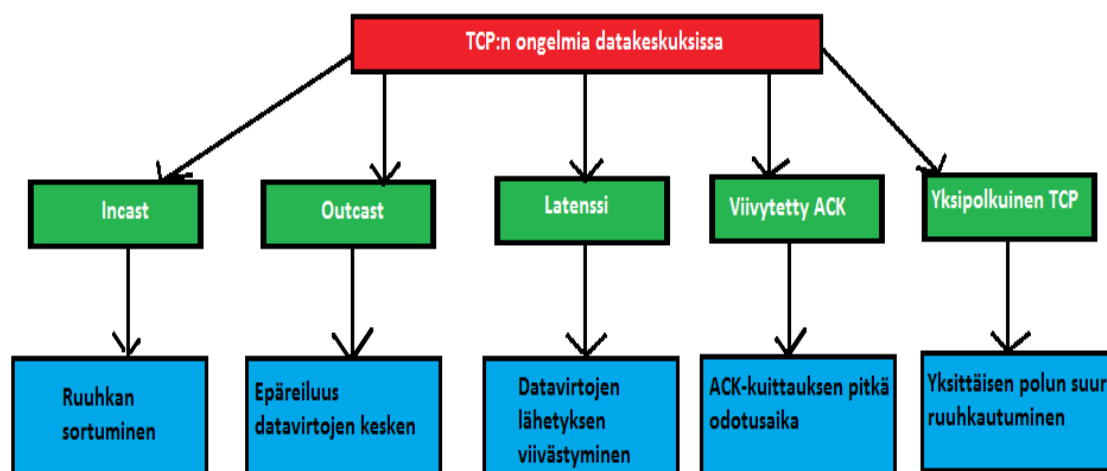 TCP:n ongelmia datakeskuksissa
Incast
Outcast
Latenssi
Viivytetty ACK
Yksipolkuinen TCP
Ruuhkan
sortuminen
Epäreiluus
datavirtojen kesken
Datavirtojen
lähetyksen
viivästyminen
ACK-kuittauksen pitkä
odotusaika
Yksittäisen polun suur
ruuhkautuminen